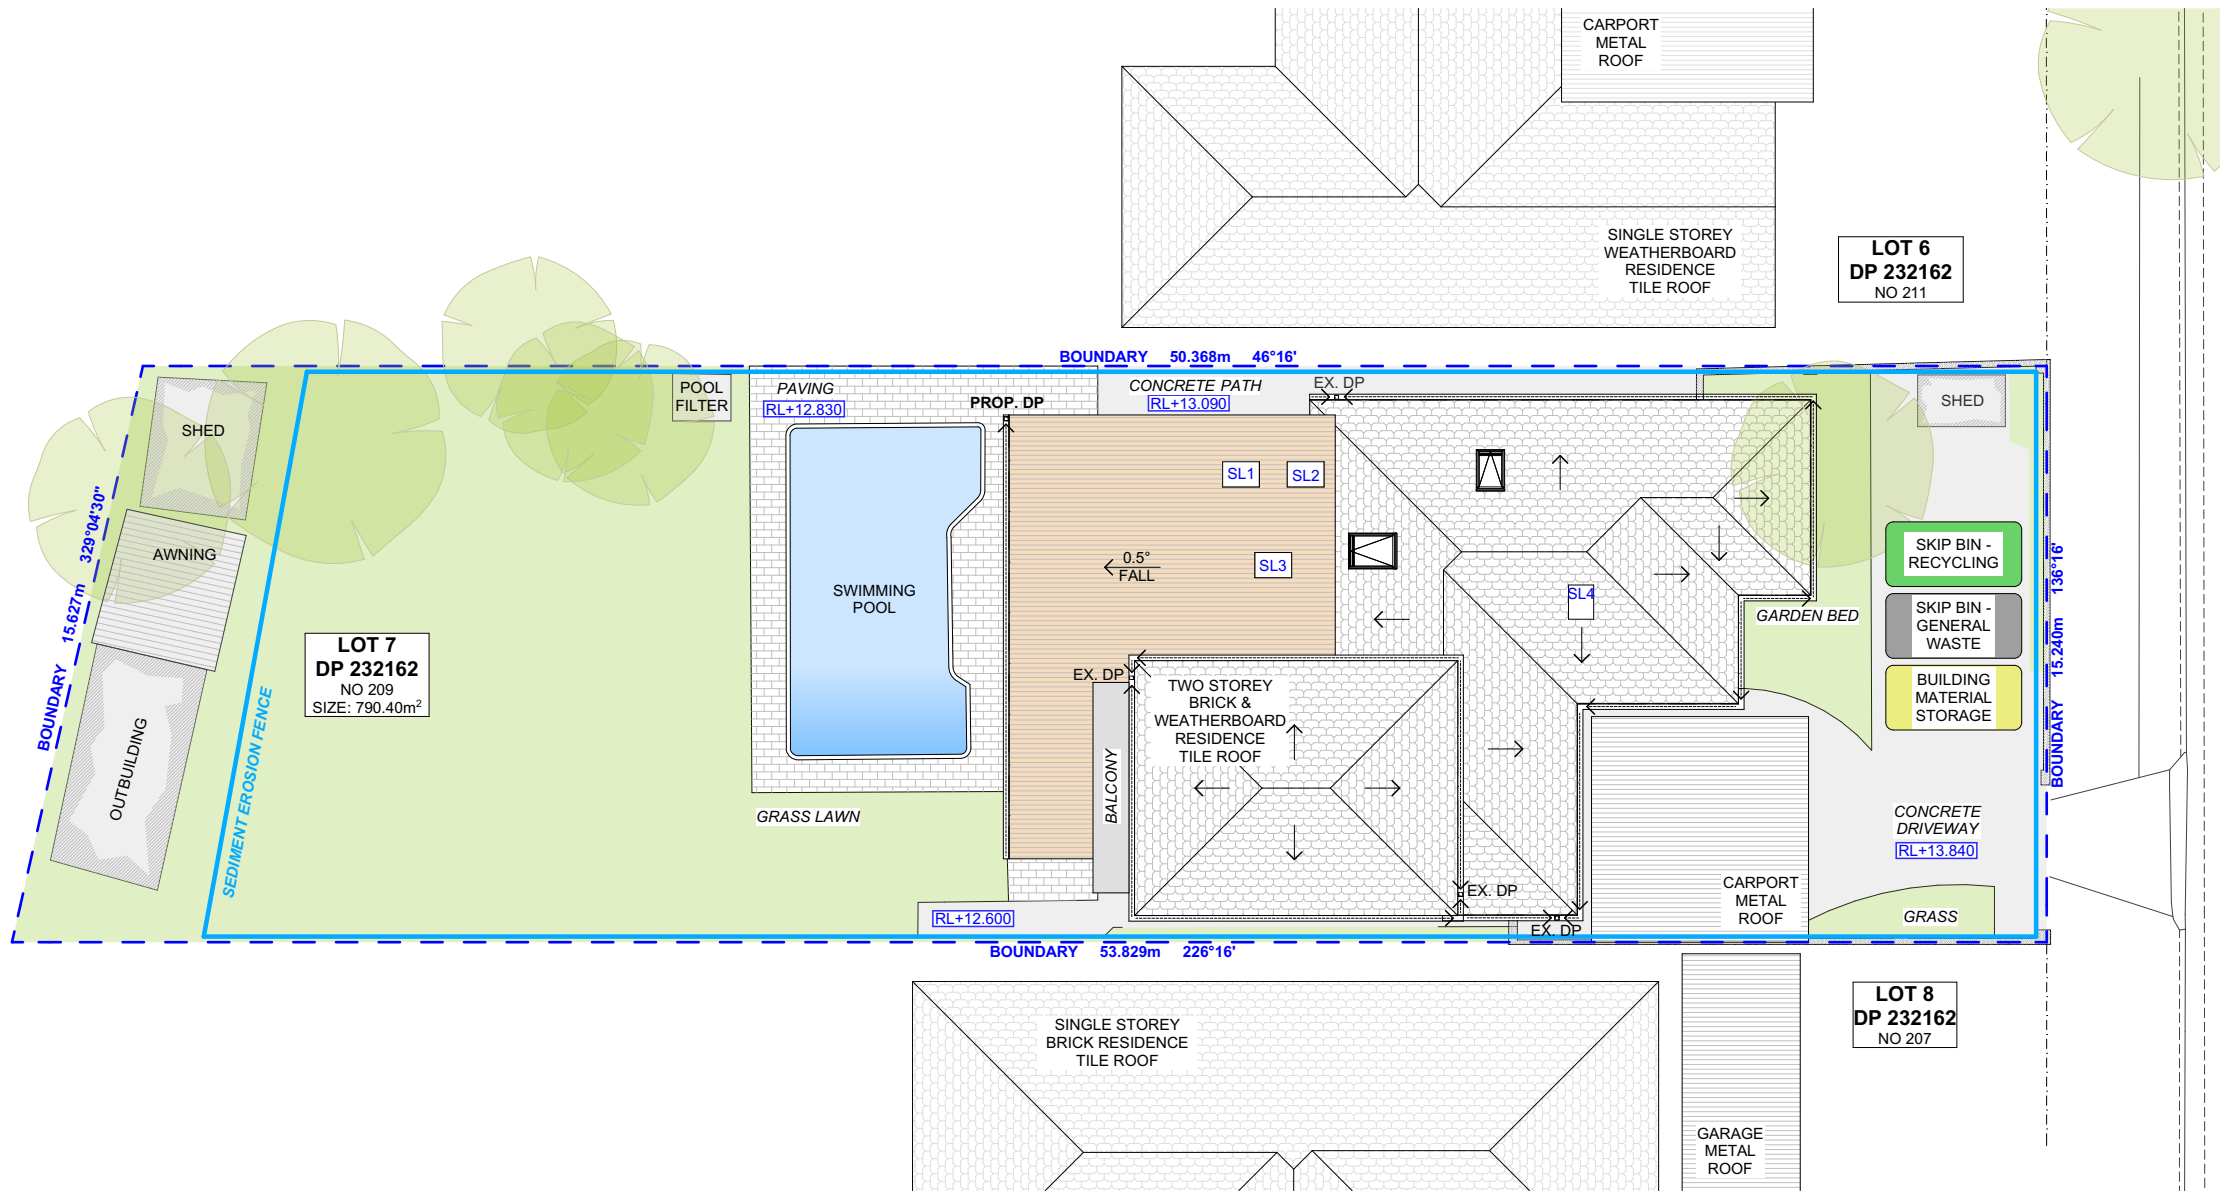 CARPORT
METAL
ROOF
SINGLE STOREY
WEATHERBOARD
RESIDENCE
TILE ROOF
LOT 6
DP 232162
NO 211
BOUNDARY 50.368m 46°16'
POOL
FILTER
PAVING
RL+12.830
PROP. DP
CONCRETE PATH
RL+13.090
EX. DP
SHED
SHED
AWNING
OUTBUILDING
BOUNDARY 15.627m 329°04'30"
SEDIMENT EROSION FENCE
LOT 7
DP 232162
NO 209
SIZE: 790.40m²
SWIMMING
POOL
SL1
SL2
SL3
SL4
0.5°
FALL
SKIP BIN -
RECYCLING
SKIP BIN -
GENERAL
WASTE
BUILDING
MATERIAL
STORAGE
BOUNDARY 15.240m 136°16'
GARDEN BED
EX. DP
TWO STOREY
BRICK &
WEATHERBOARD
RESIDENCE
TILE ROOF
BALCONY
GRASS LAWN
CONCRETE
DRIVEWAY
RL+13.840
CARPORT
METAL
ROOF
GRASS
EX. DP
EX. DP
RL+12.600
BOUNDARY 53.829m 226°16'
SINGLE STOREY
BRICK RESIDENCE
TILE ROOF
LOT 8
DP 232162
NO 207
GARAGE
METAL
ROOF